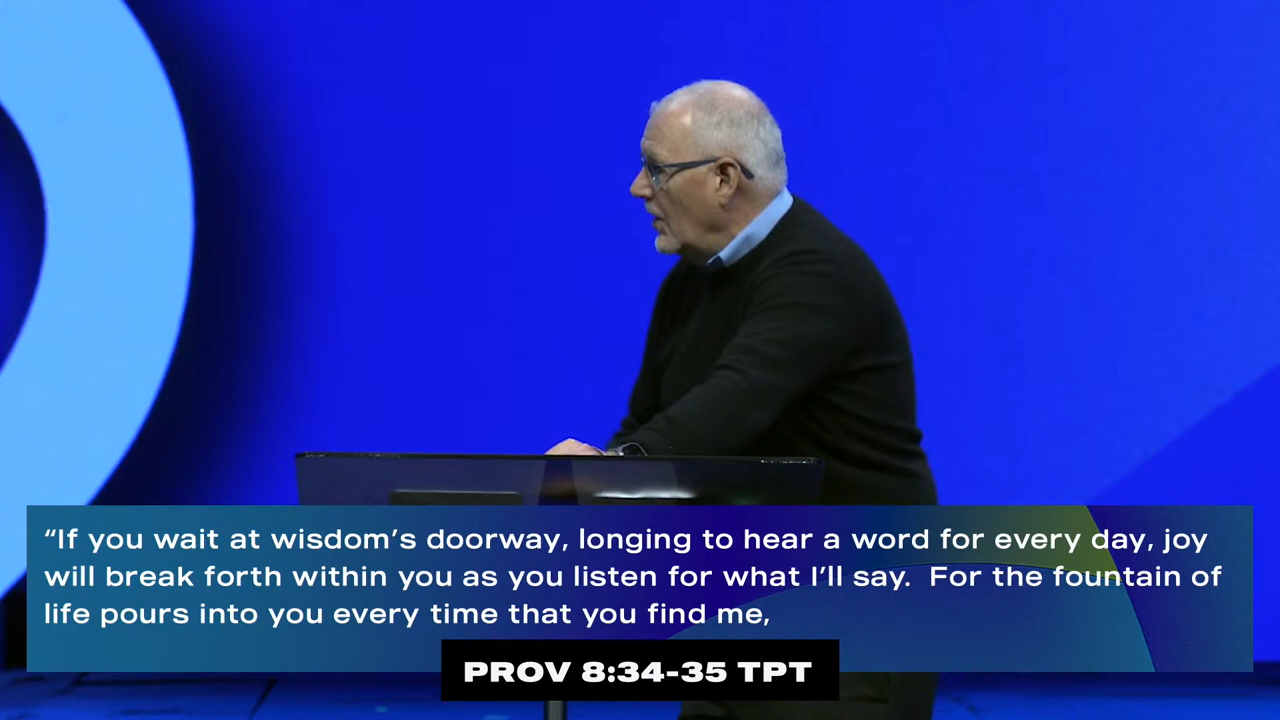 “If you wait at wisdom’s doorway, longing to hear a word for every day, joy
will break forth within you as you listen for what I’ll say.  For the fountain of
life pours into you every time that you find me,
PROV 8:34-35 TPT